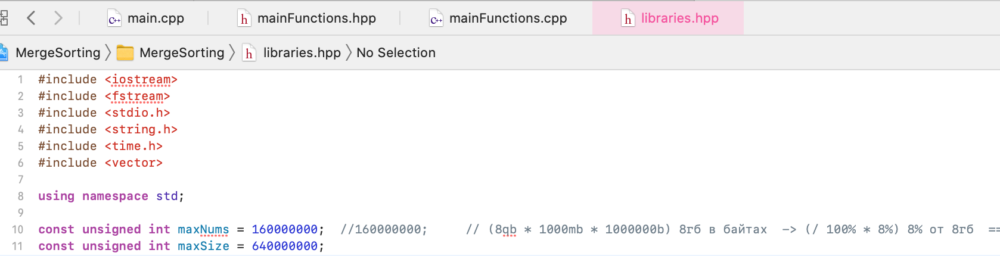 main.cpp mainFunctions.hpp mainFunctions.cpp libraries.hpp
MergeSorting MergeSorting libraries.hpp No Selection
1 #include <iostream>
2 #include <fstream>
3 #include <stdio.h>
4 #include <string.h>
5 #include <time.h>
6 #include <vector>
7
8 using namespace std;
9
10 const unsigned int maxNums = 160000000; //160000000; // (8qb * 1000mb * 1000000b) 8гб в байтах -> (/ 100% * 8%) 8% от 8гб ==
11 const unsigned int maxSize = 640000000;